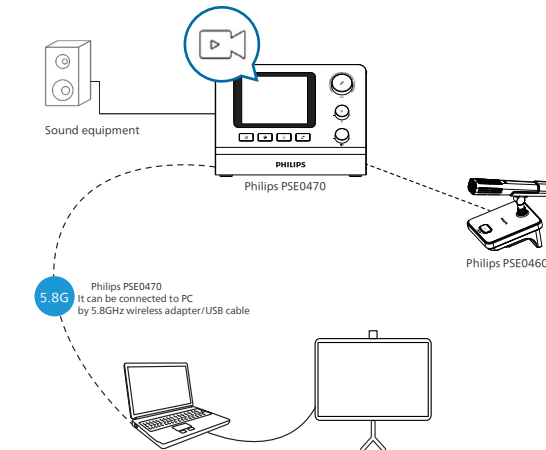 Sound equipment
PHILIPS
Philips PSE0470
Philips PSE0460
5.8G
Philips PSE0470
It can be connected to PC
by 5.8GHz wireless adapter/USB cable